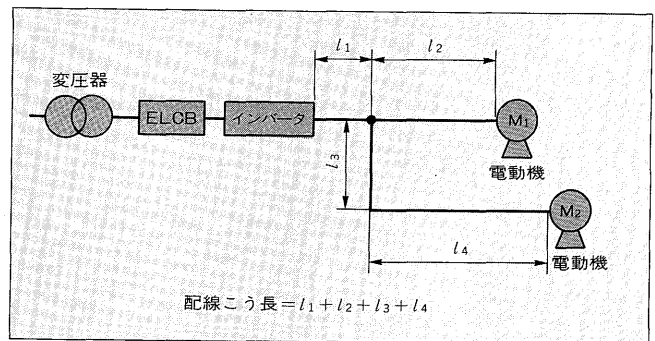 l₁
l₂
変圧器
ELCB
インバータ
M₁
l₃
電動機
M₂
l₄
電動機
配線こう長=l₁+l₂+l₃+l₄